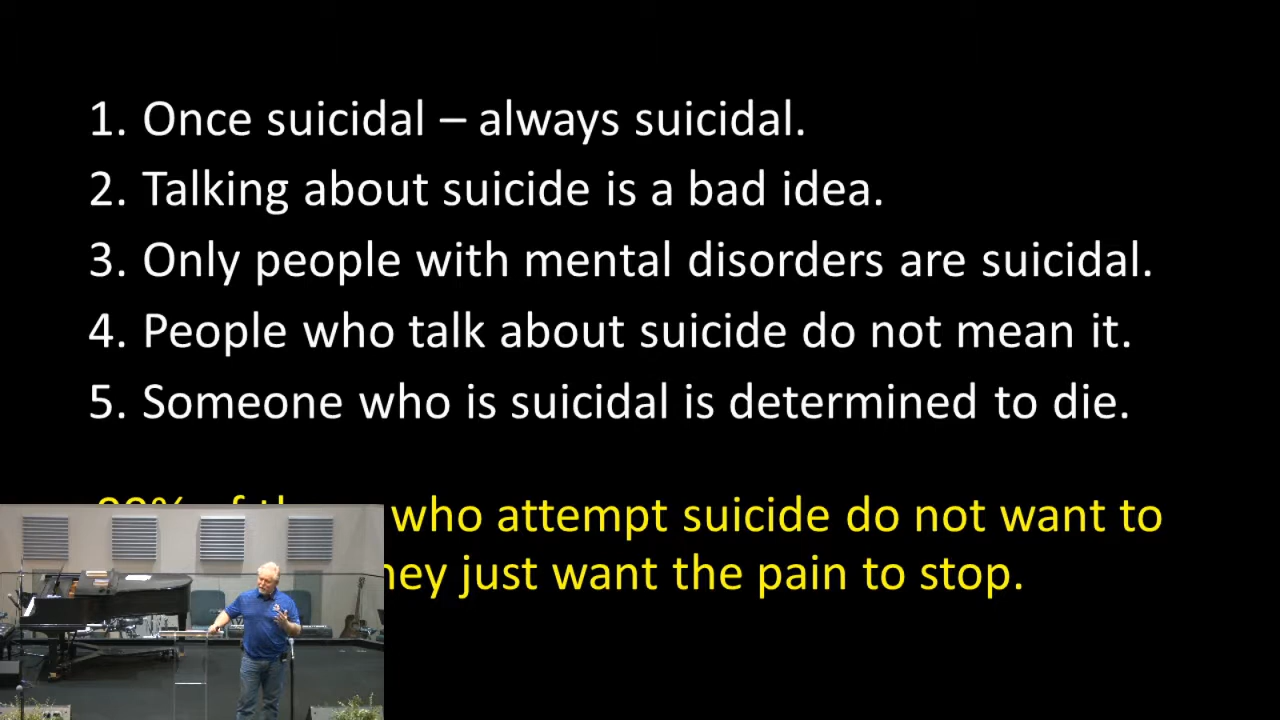 1. Once suicidal – always suicidal.
2. Talking about suicide is a bad idea.
3. Only people with mental disorders are suicidal.
4. People who talk about suicide do not mean it.
5. Someone who is suicidal is determined to die.
who attempt suicide do not want to
just want the pain to stop.